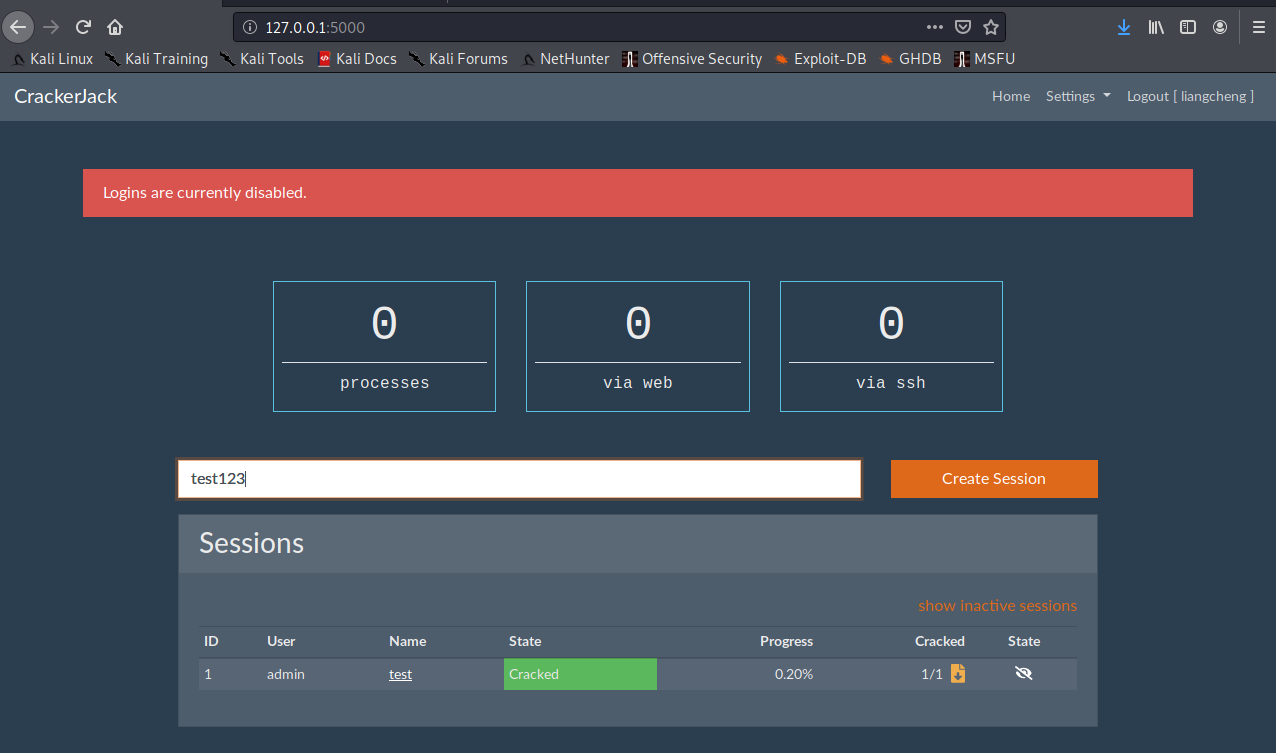 127.0.0.1:5000
Kali Linux Kali Training Kali Tools Kali Docs Kali Forums NetHunter Offensive Security Exploit-DB GHDB MSFU
CrackerJack Home Settings Logout [ liangcheng ]
Logins are currently disabled.
0 0 0
processes via web via ssh
test123 Create Session
Sessions
show inactive sessions
ID User Name State Progress Cracked State
1 admin test Cracked 0.20% 1/1